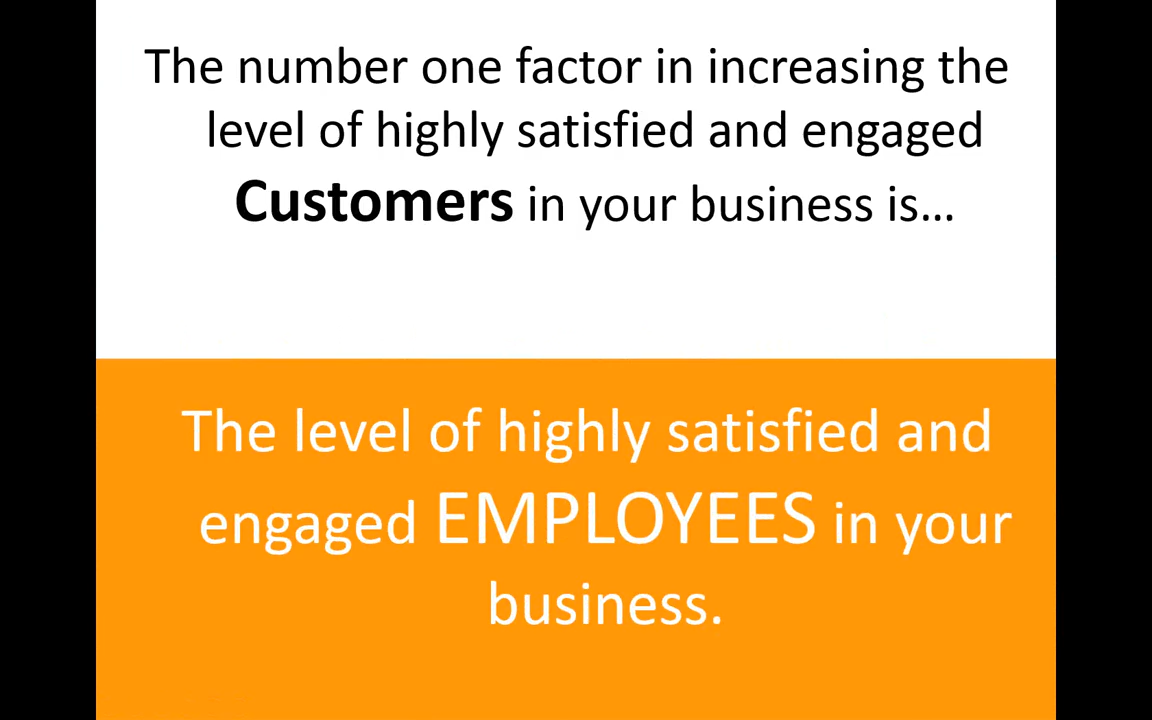 The number one factor in increasing the
level of highly satisfied and engaged
Customers in your business is…
The level of highly satisfied and
engaged EMPLOYEES in your
business.